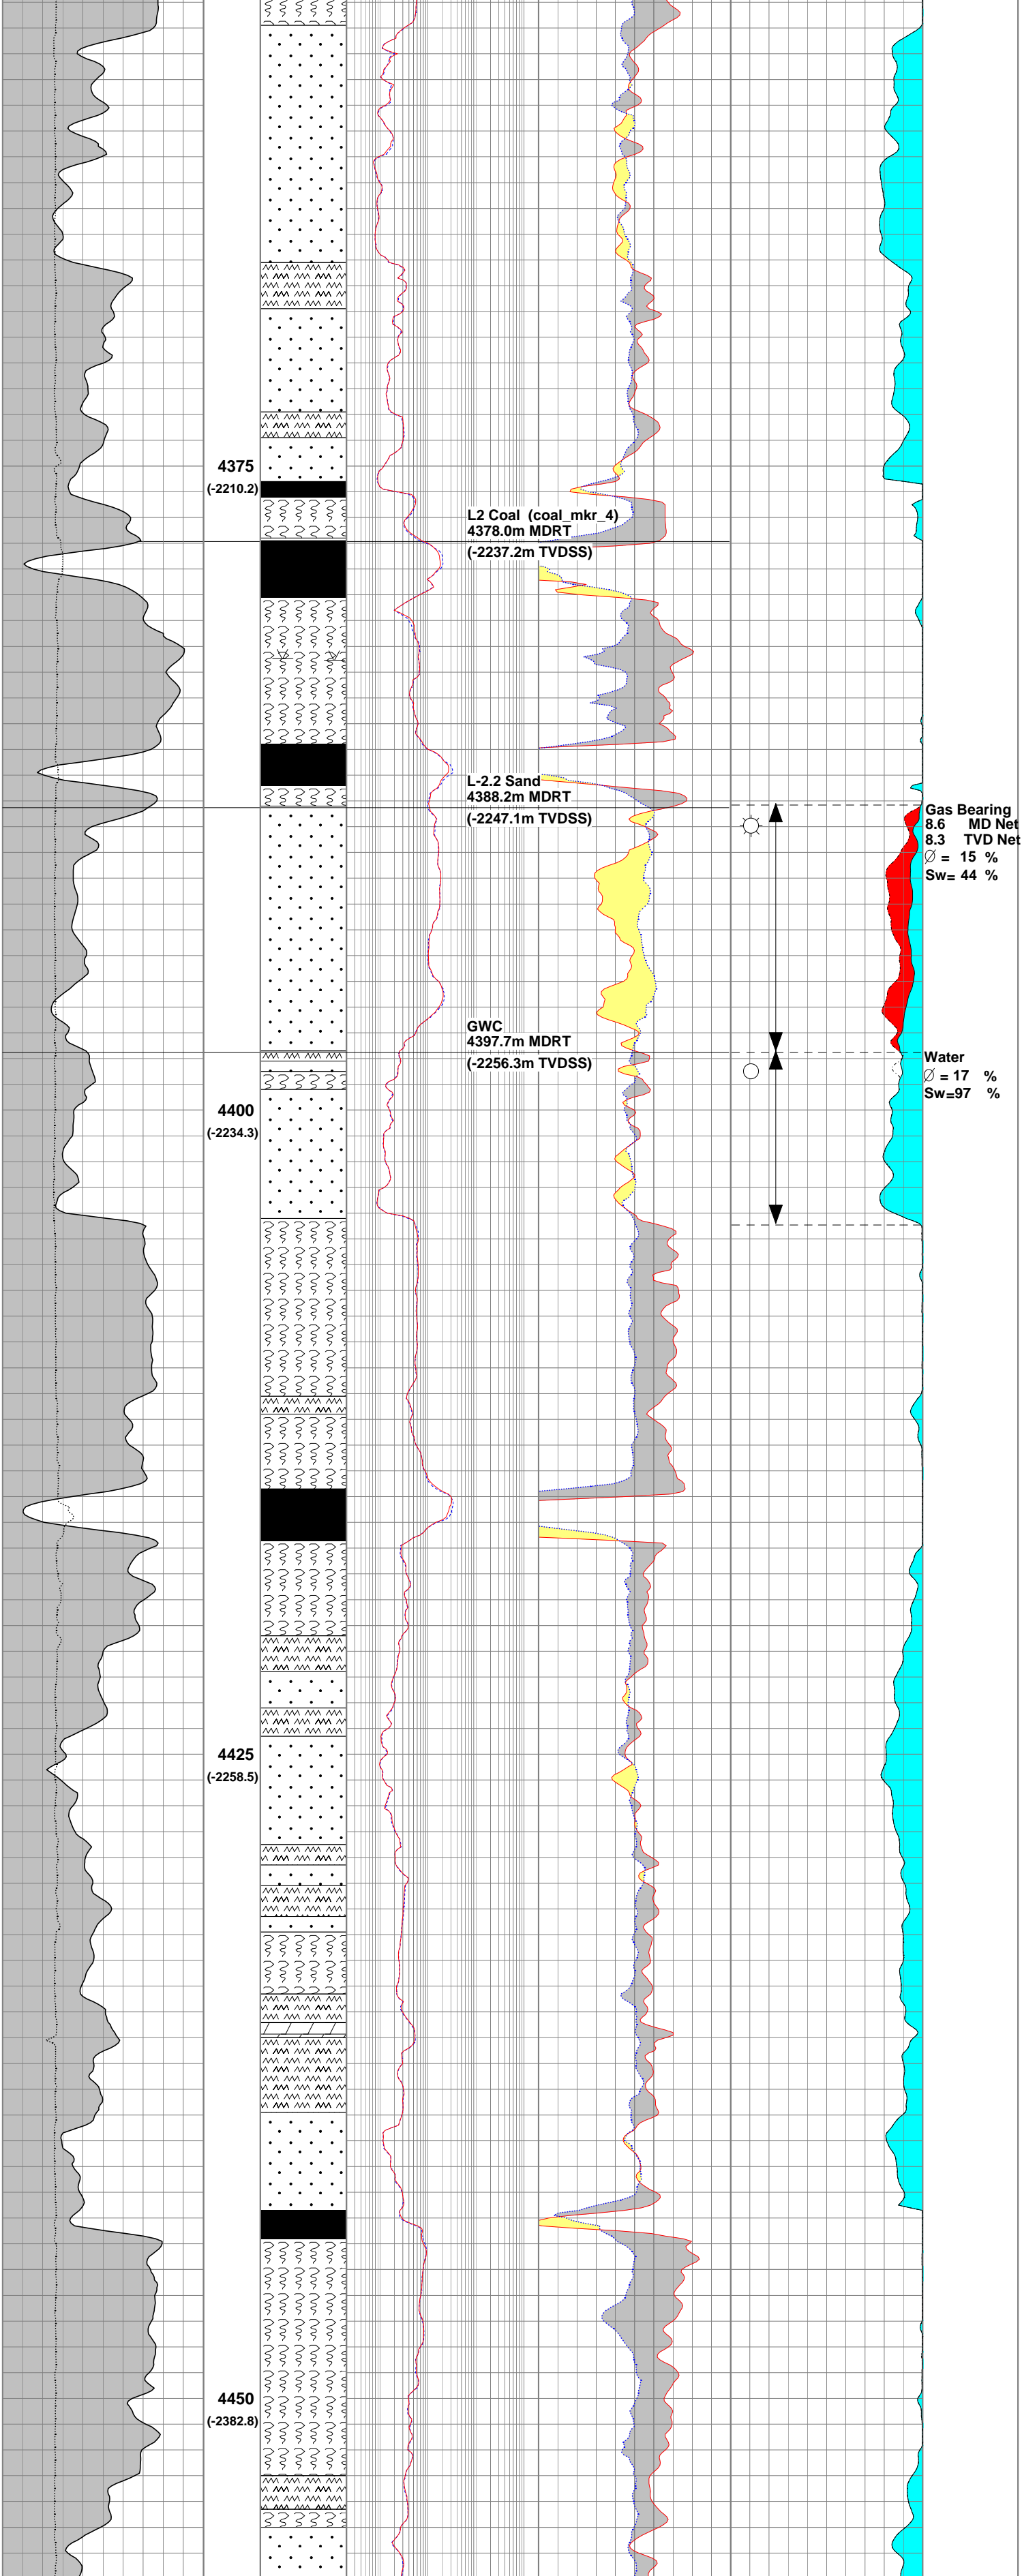 4375
(-2210.2)
L2 Coal (coal_mkr_4)
4378.0m MDRT
(-2237.2m TVDSS)
L-2.2 Sand
4388.2m MDRT
(-2247.1m TVDSS)
Gas Bearing
8.6 MD Net
8.3 TVD Net
Ø = 15 %
Sw= 44 %
GWC
4397.7m MDRT
(-2256.3m TVDSS)
Water
Ø = 17 %
Sw=97 %
4400
(-2234.3)
4425
(-2258.5)
4450
(-2382.8)